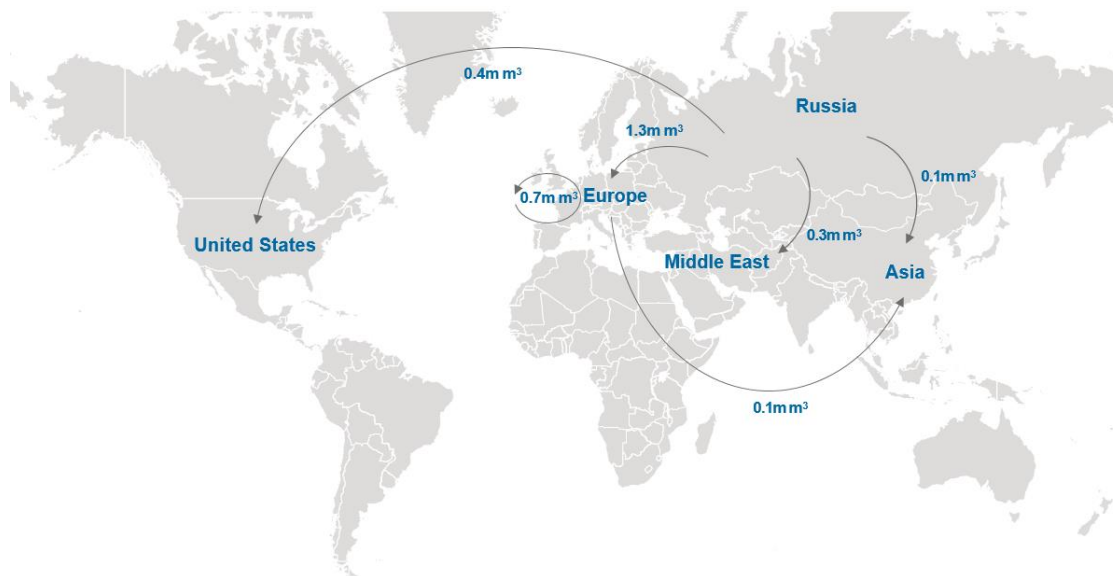 0.4m m³
Russia
1.3m m³
0.1m m³
0.7m m³
Europe
0.3m m³
United States
Middle East
Asia
0.1m m³